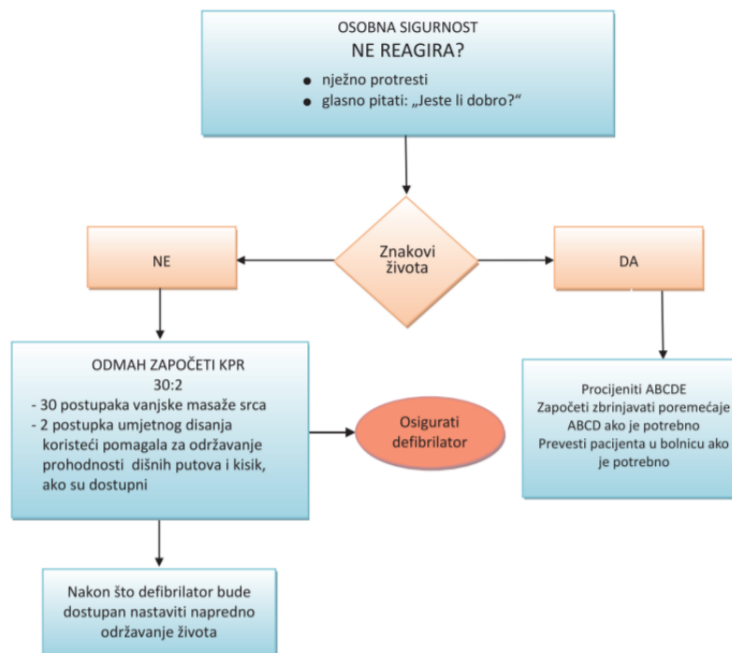 OSOBNA SIGURNOST
NE REAGIRA?
● nježno protresti
● glasno pitati: „Jeste li dobro?“
Znakovi
života
NE
DA
ODMAH ZAPOČETI KPR
30:2
- 30 postupaka vanjske masaže srca
- 2 postupka umjetnog disanja
koristeći pomagala za održavanje
prohodnosti dišnih putova i kisik,
ako su dostupni
Osigurati
defibrilator
Procijeniti ABCDE
Započeti zbrinjavati poremećaje
ABCD ako je potrebno
Prevesti pacijenta u bolnicu ako
je potrebno
Nakon što defibrilator bude
dostupan nastaviti napredno
održavanje života